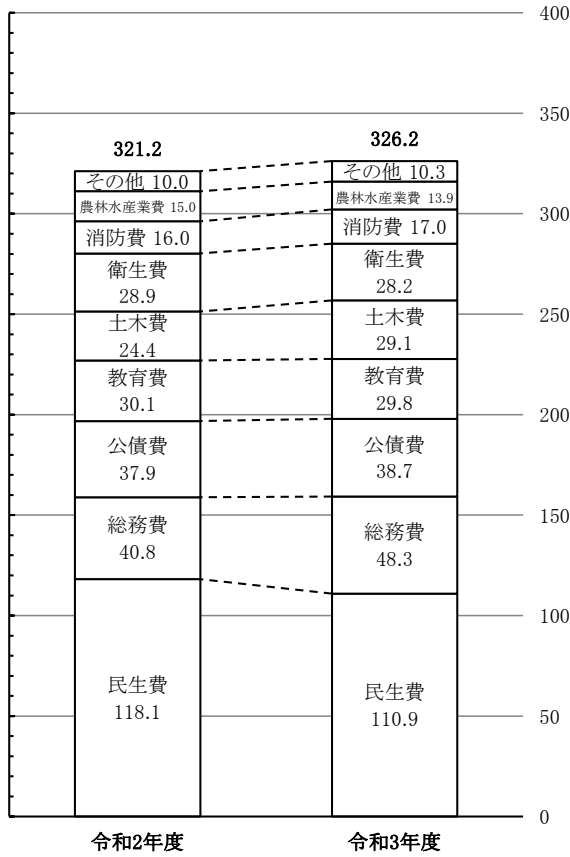 400
350
300
250
200
150
100
50
0
321.2
その他 10.0
農林水産業費 15.0
消防費 16.0
衛生費
28.9
土木費
24.4
教育費
30.1
公債費
37.9
総務費
40.8
民生費
118.1
令和2年度
326.2
その他 10.3
農林水産業費 13.9
消防費 17.0
衛生費
28.2
土木費
29.1
教育費
29.8
公債費
38.7
総務費
48.3
民生費
110.9
令和3年度